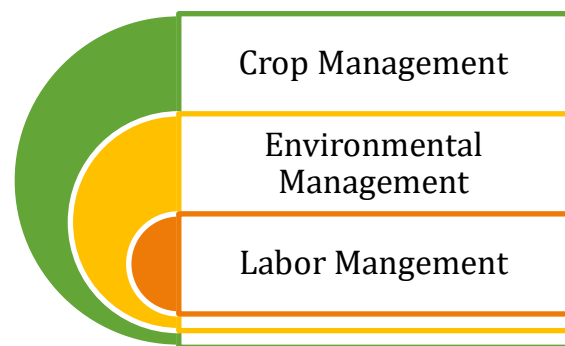 Crop Management
Environmental
Management
Labor Mangement